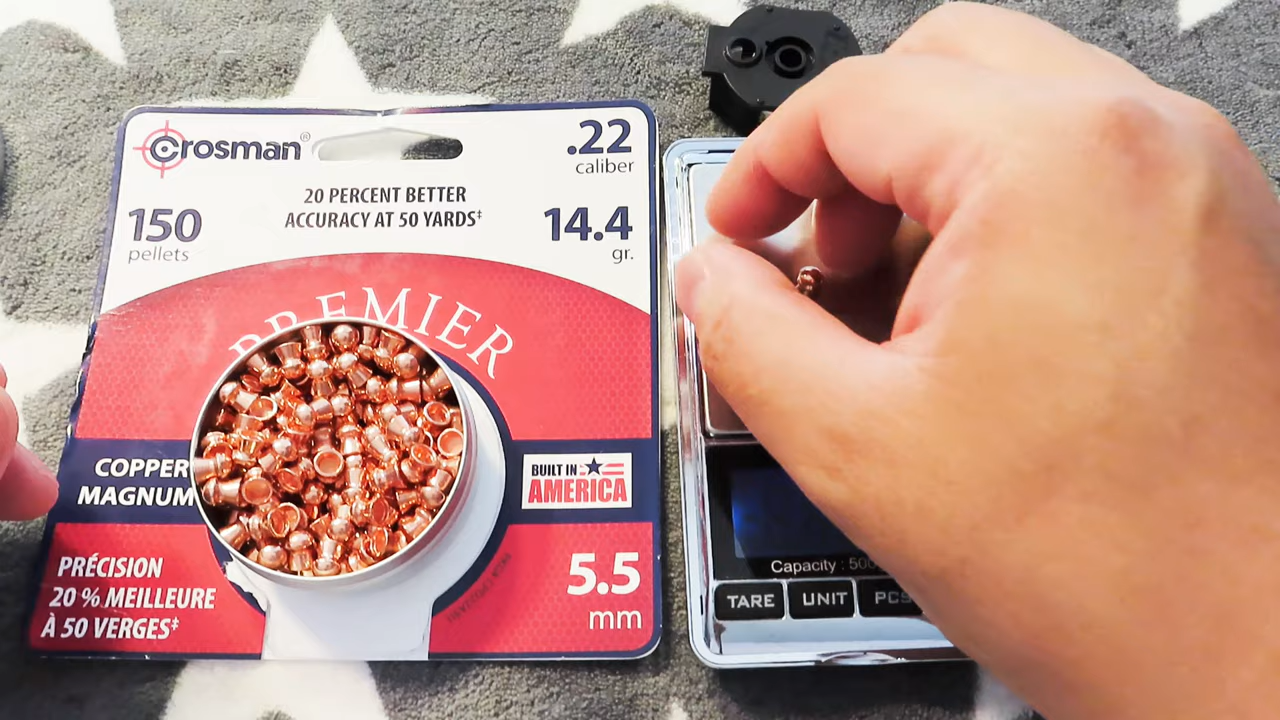 Crosman®
.22
caliber
20 PERCENT BETTER
ACCURACY AT 50 YARDS‡
150
pellets
14.4
gr.
PREMIER
COPPER
MAGNUM
BUILT IN
AMERICA
PRÉCISION
20 % MEILLEURE
À 50 VERGES‡
5.5
mm
Capacity : 500
TARE
UNIT
PCS